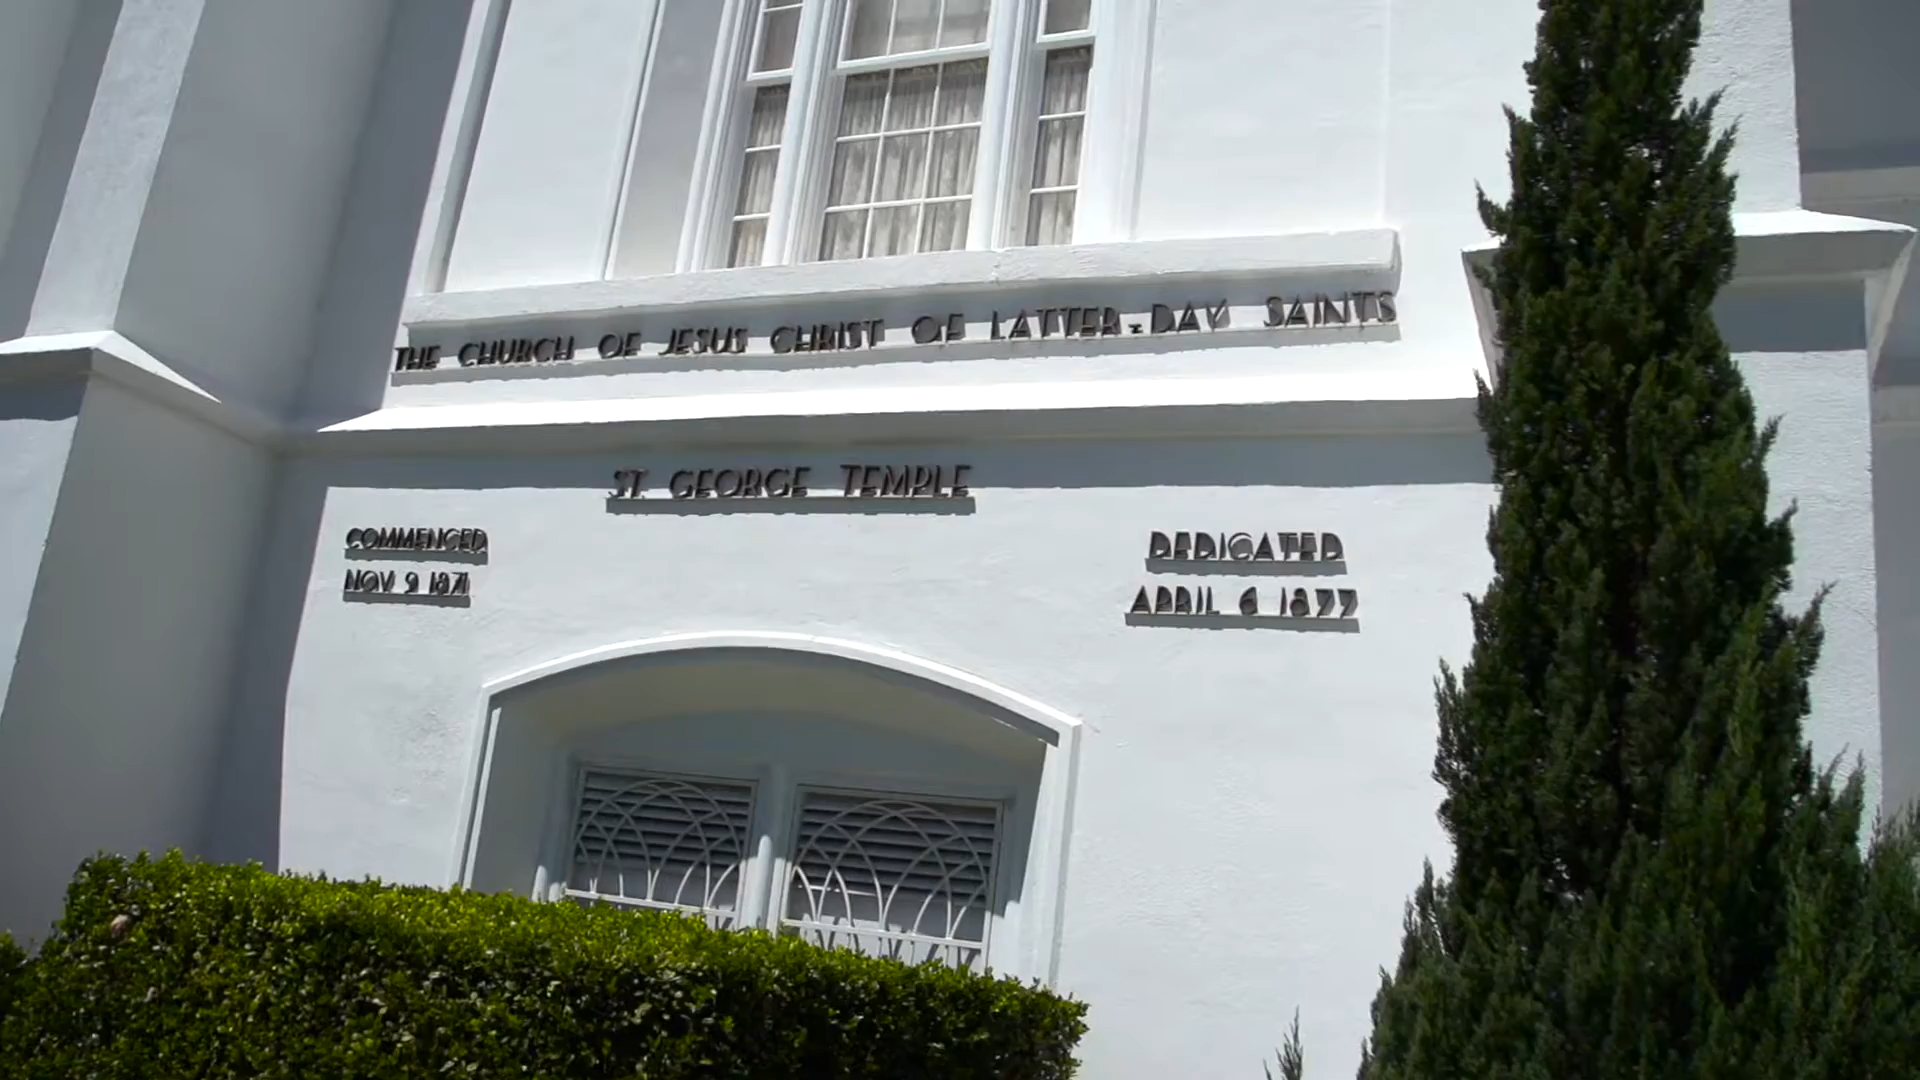 THE CHURCH OF JESUS CHRIST OF LATTER-DAY SAINTS
ST. GEORGE TEMPLE
COMMENCED
NOV 9 1871
DEDICATED
APRIL 6 1877